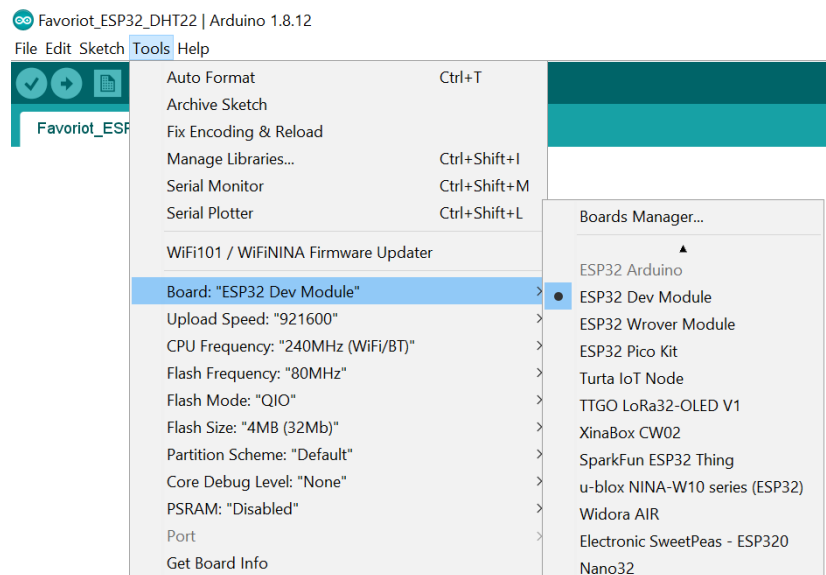 Favoriot_ESP32_DHT22 | Arduino 1.8.12
File Edit Sketch Tools Help
Favoriot_ESP
Auto Format Ctrl+T
Archive Sketch
Fix Encoding & Reload
Manage Libraries... Ctrl+Shift+I
Serial Monitor Ctrl+Shift+M
Serial Plotter Ctrl+Shift+L
WiFi101 / WiFiNINA Firmware Updater
Board: "ESP32 Dev Module"
Upload Speed: "921600"
CPU Frequency: "240MHz (WiFi/BT)"
Flash Frequency: "80MHz"
Flash Mode: "QIO"
Flash Size: "4MB (32Mb)"
Partition Scheme: "Default"
Core Debug Level: "None"
PSRAM: "Disabled"
Port
Get Board Info
Boards Manager...
ESP32 Arduino
ESP32 Dev Module
ESP32 Wrover Module
ESP32 Pico Kit
Turta IoT Node
TTGO LoRa32-OLED V1
XinaBox CW02
SparkFun ESP32 Thing
u-blox NINA-W10 series (ESP32)
Widora AIR
Electronic SweetPeas - ESP320
Nano32